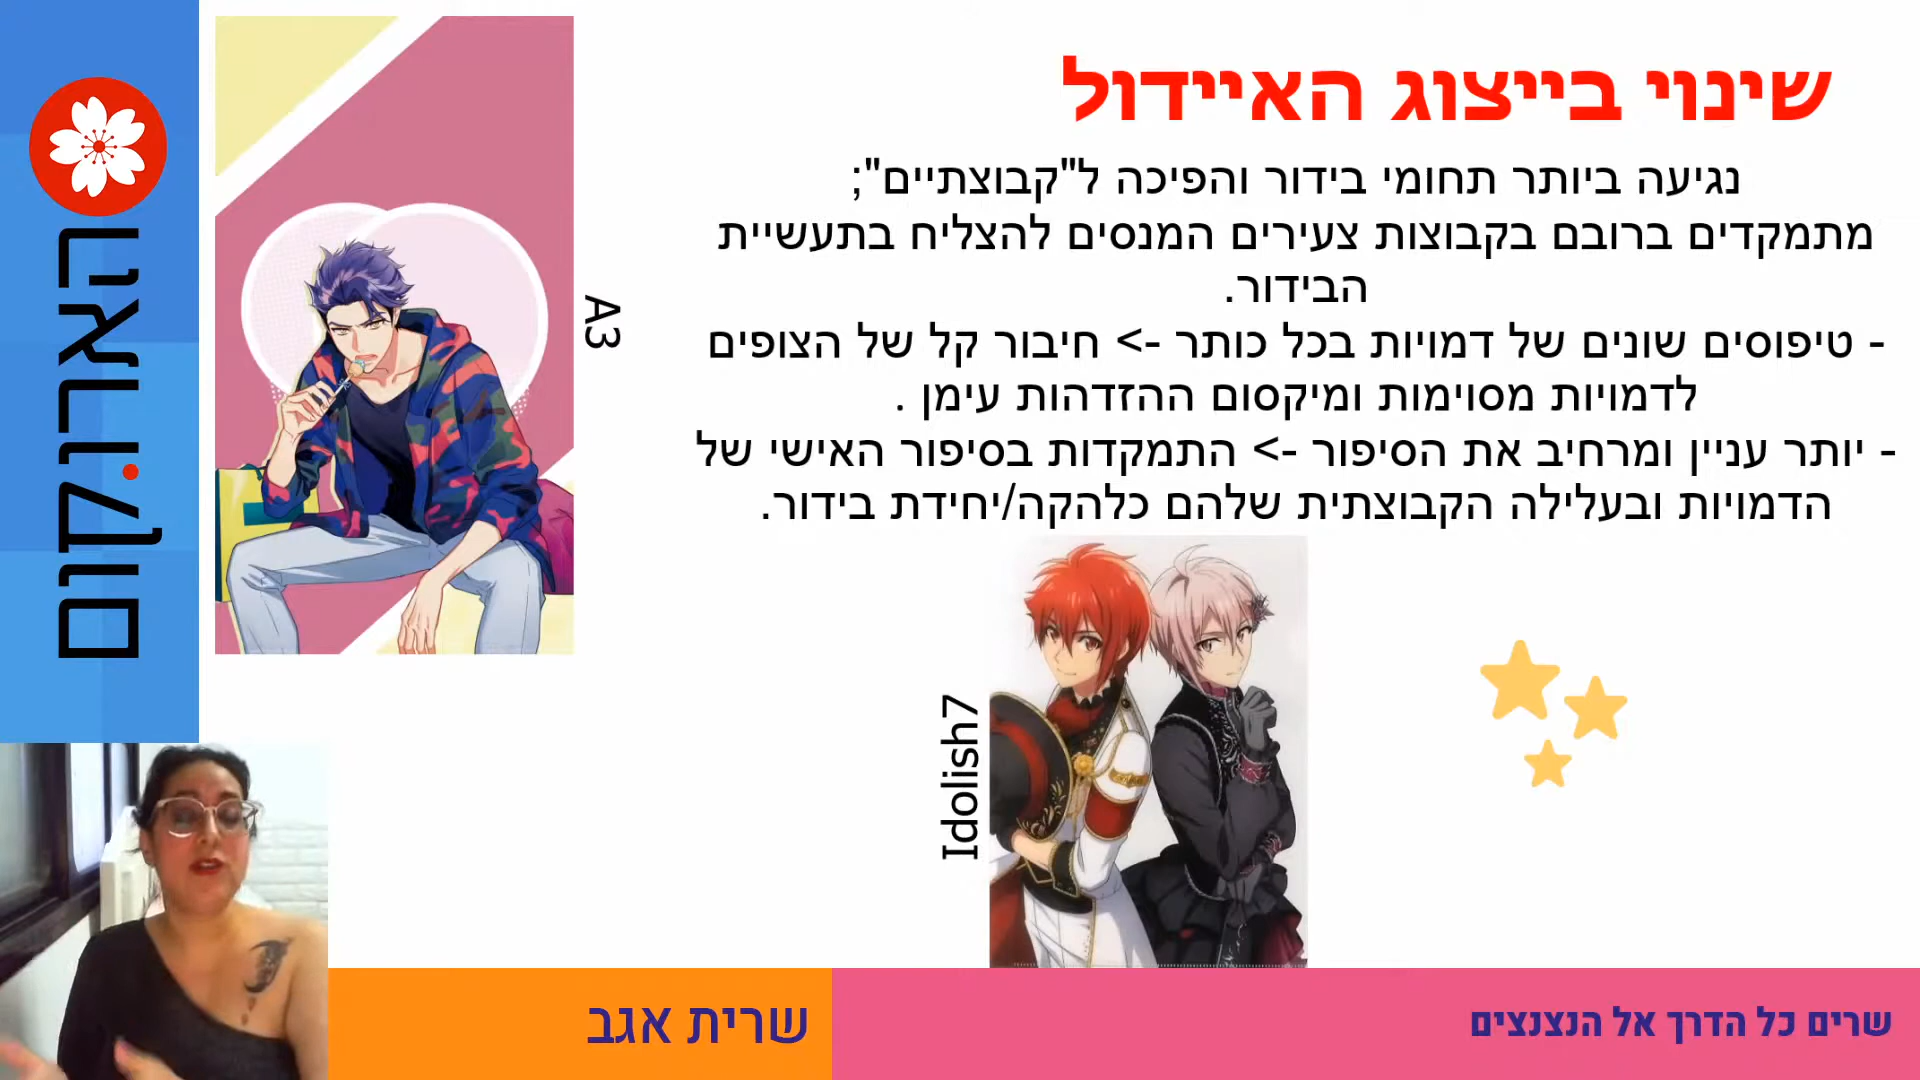 שינוי בייצוג האיידול
נגיעה ביותר תחומי בידור והפיכה ל"קבוצתיים";
מתמקדים ברובם בקבוצות צעירים המנסים להצליח בתעשיית
הבידור.
- טיפוסים שונים של דמויות בכל כותר -> חיבור קל של הצופים
לדמויות מסוימות ומיקסום ההזדהות עימן .
- יותר עניין ומרחיב את הסיפור -> התמקדות בסיפור האישי של
הדמויות ובעלילה הקבוצתית שלהם כלהקה/יחידת בידור.
A3
Idolish7
הארו.קום
שרית אגב
שרים כל הדרך אל הנצנצים